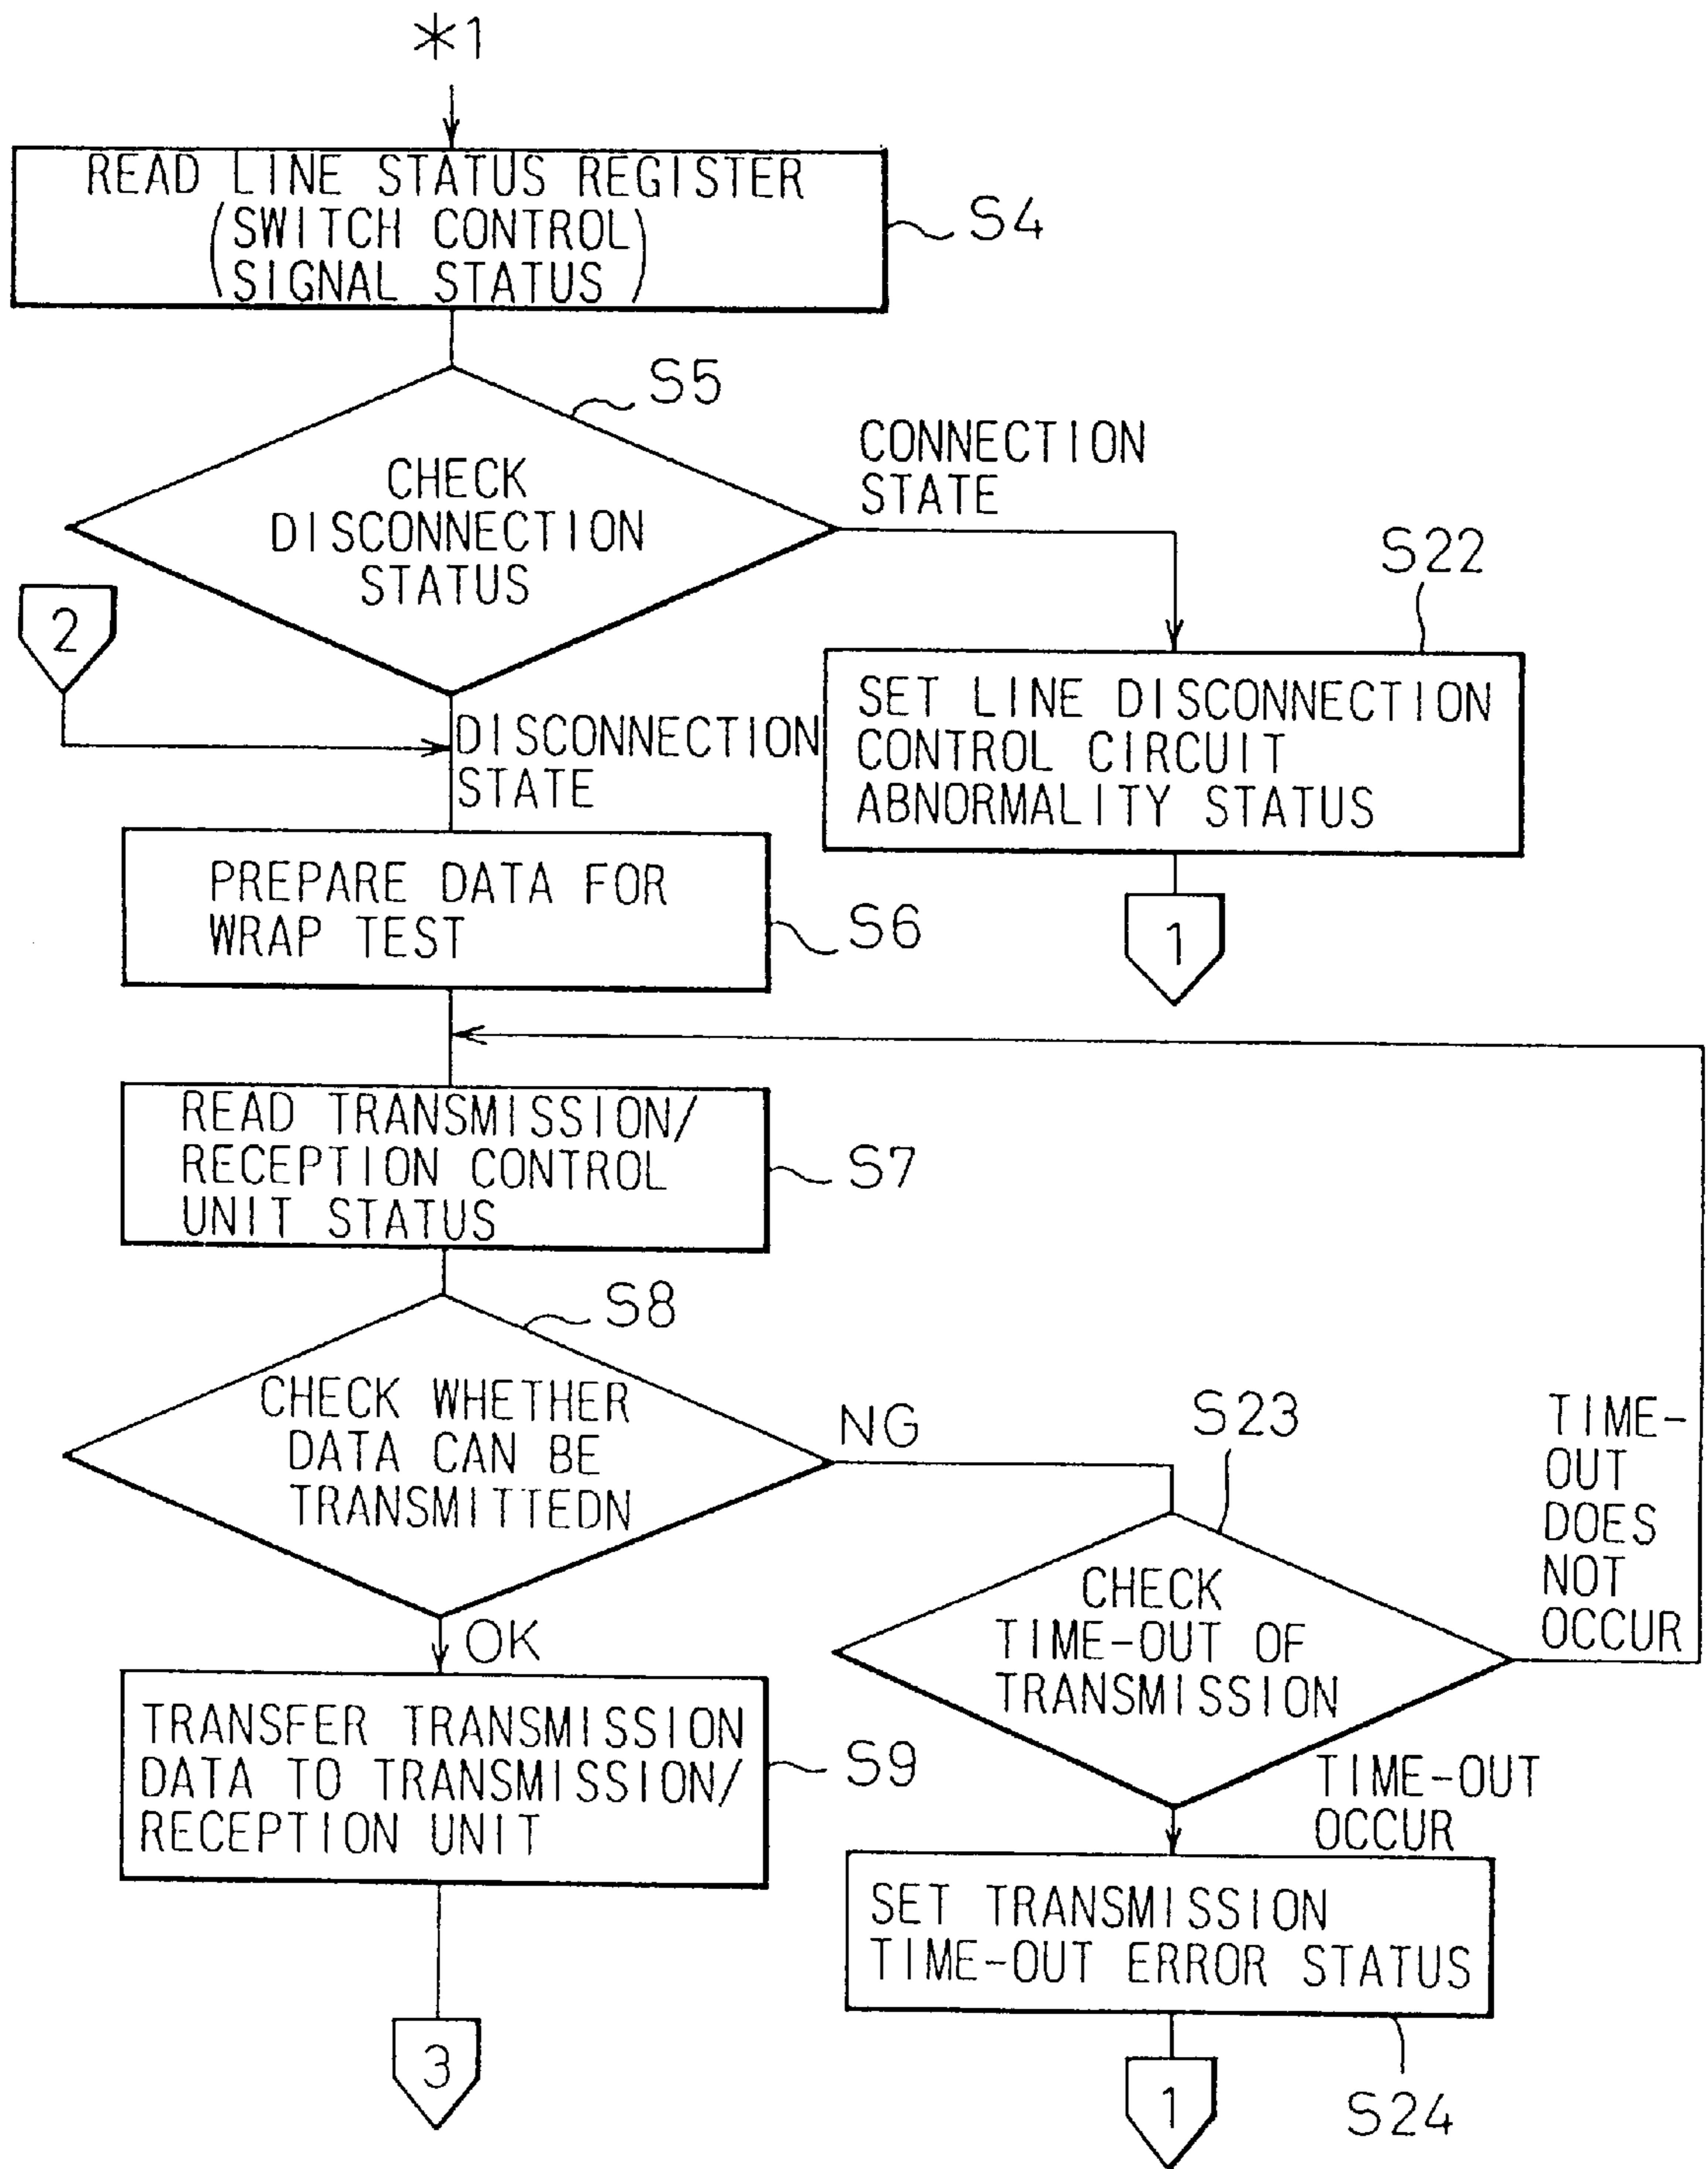 *1
READ LINE STATUS REGISTER
(SWITCH CONTROL)
(SIGNAL STATUS)
S4
S5
CHECK
DISCONNECTION
STATUS
CONNECTION
STATE
S22
2
SET LINE DISCONNECTION
CONTROL CIRCUIT
ABNORMALITY STATUS
DISCONNECTION
STATE
1
PREPARE DATA FOR
WRAP TEST
S6
READ TRANSMISSION/
RECEPTION CONTROL
UNIT STATUS
S7
S8
CHECK WHETHER
DATA CAN BE
TRANSMITTEDN
NG
S23
TIME-
OUT
DOES
NOT
OCCUR
CHECK
TIME-OUT OF
TRANSMISSION
OK
TRANSFER TRANSMISSION
DATA TO TRANSMISSION/
RECEPTION UNIT
S9
TIME-OUT
OCCUR
SET TRANSMISSION
TIME-OUT ERROR STATUS
3
1
S24